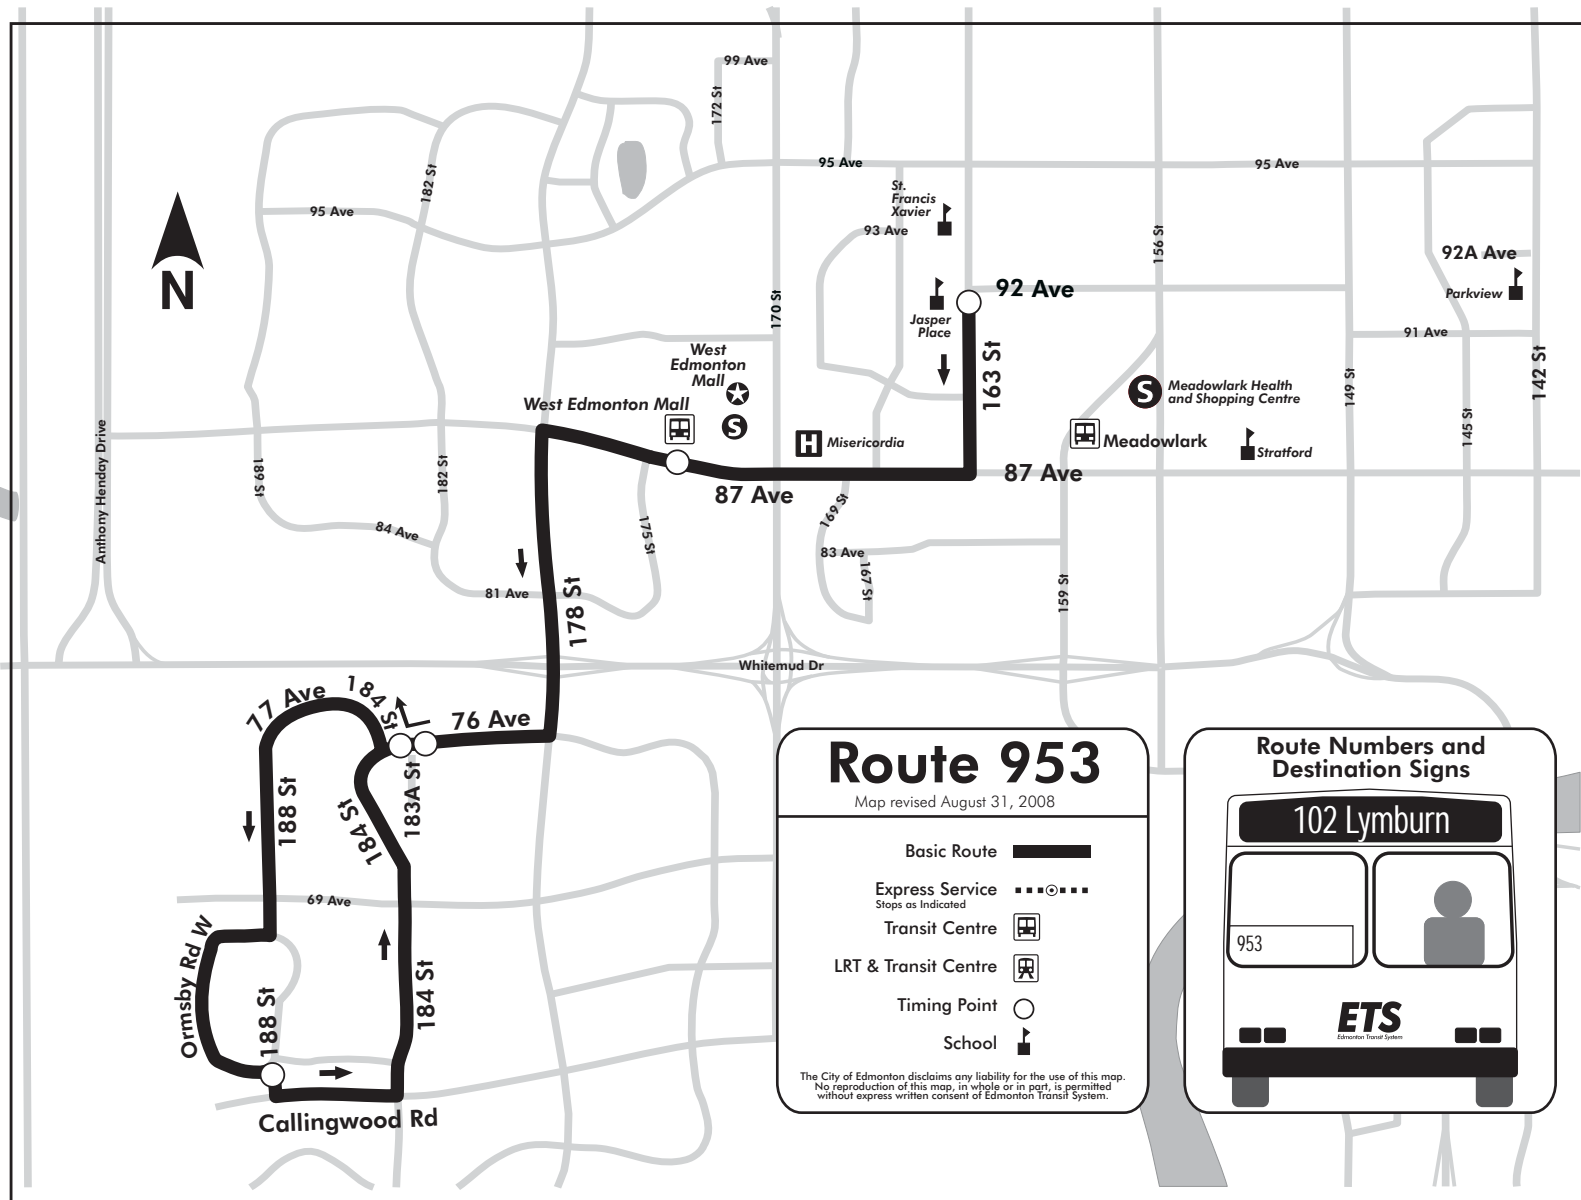 99 Ave
172 St
95 Ave
95 Ave
182 St
St.
Francis
Xavier
95 Ave
93 Ave
156 St
92A Ave
N
92 Ave
Parkview
170 St
Jasper
Place
91 Ave
West
Edmonton
Mall
163 St
149 St
142 St
S
Meadowlark Health
and Shopping Centre
West Edmonton Mall
S
H
Misericordia
Meadowlark
145 St
Stratford
Anthony Henday Drive
189 St
182 St
87 Ave
87 Ave
169 St
84 Ave
175 St
83 Ave
167 St
81 Ave
178 St
159 St
Whitemud Dr
77 Ave
184 St
76 Ave
188 St
184 St
183A St
69 Ave
Ormsby Rd W
188 St
184 St
Callingwood Rd
Route 953
Map revised August 31, 2008
Basic Route
Express Service
Stops as Indicated
Transit Centre
LRT & Transit Centre
Timing Point
School
The City of Edmonton disclaims any liability for the use of this map.
No reproduction of this map, in whole or in part, is permitted
without express written consent of Edmonton Transit System.
Route Numbers and
Destination Signs
102 Lymburn
953
ETS
Edmonton Transit System